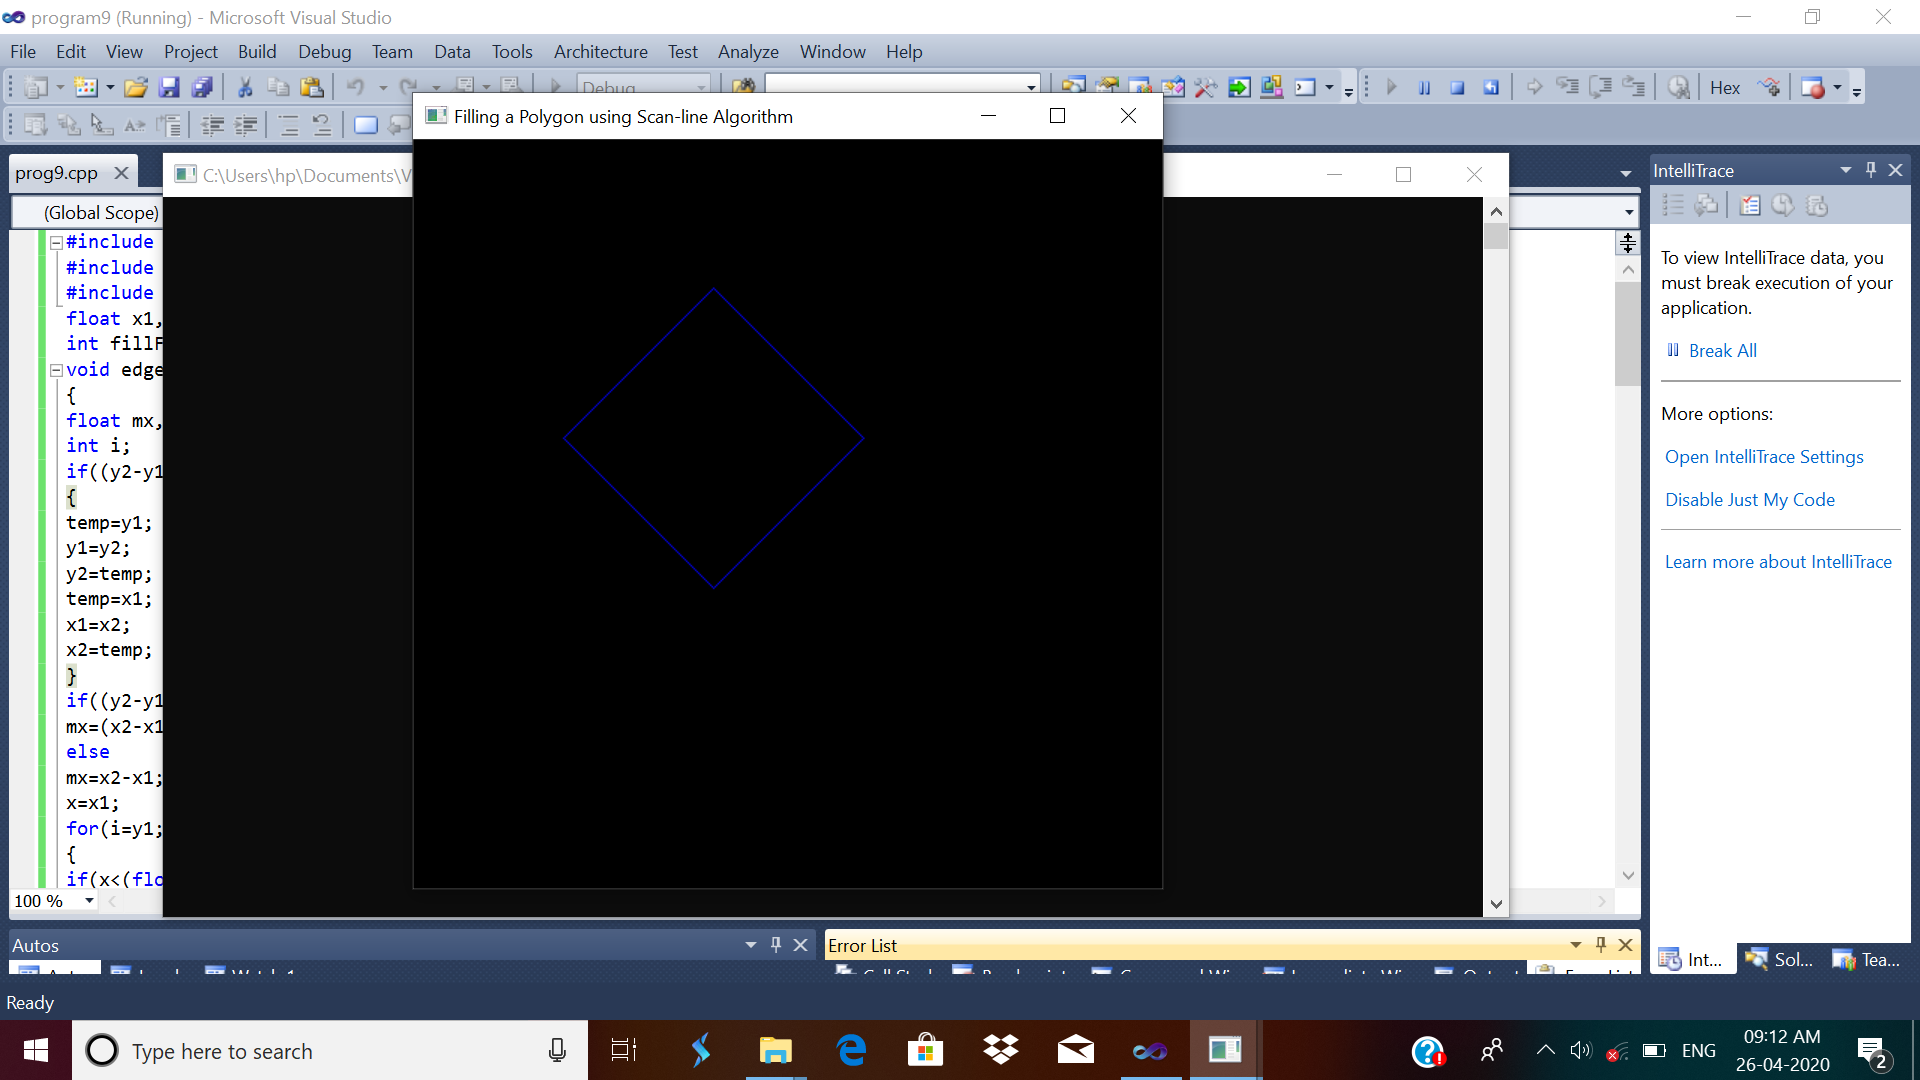 program9 (Running) - Microsoft Visual Studio
File Edit View Project Build Debug Team Data Tools Architecture Test Analyze Window Help
Debug
Hex
Filling a Polygon using Scan-line Algorithm
prog9.cpp
C:\Users\hp\Documents\V
IntelliTrace
(Global Scope)
#include
#include
#include
float x1,
int fillF
void edge
{
float mx,
int i;
if((y2-y1
{
temp=y1;
y1=y2;
y2=temp;
temp=x1;
x1=x2;
x2=temp;
}
if((y2-y1
mx=(x2-x1
else
mx=x2-x1;
x=x1;
for(i=y1;
{
if(x<(flo
100 %
To view IntelliTrace data, you
must break execution of your
application.
Break All
More options:
Open IntelliTrace Settings
Disable Just My Code
Learn more about IntelliTrace
Autos
Error List
Int... Sol... Tea...
Ready
Type here to search
ENG
09:12 AM
26-04-2020
2